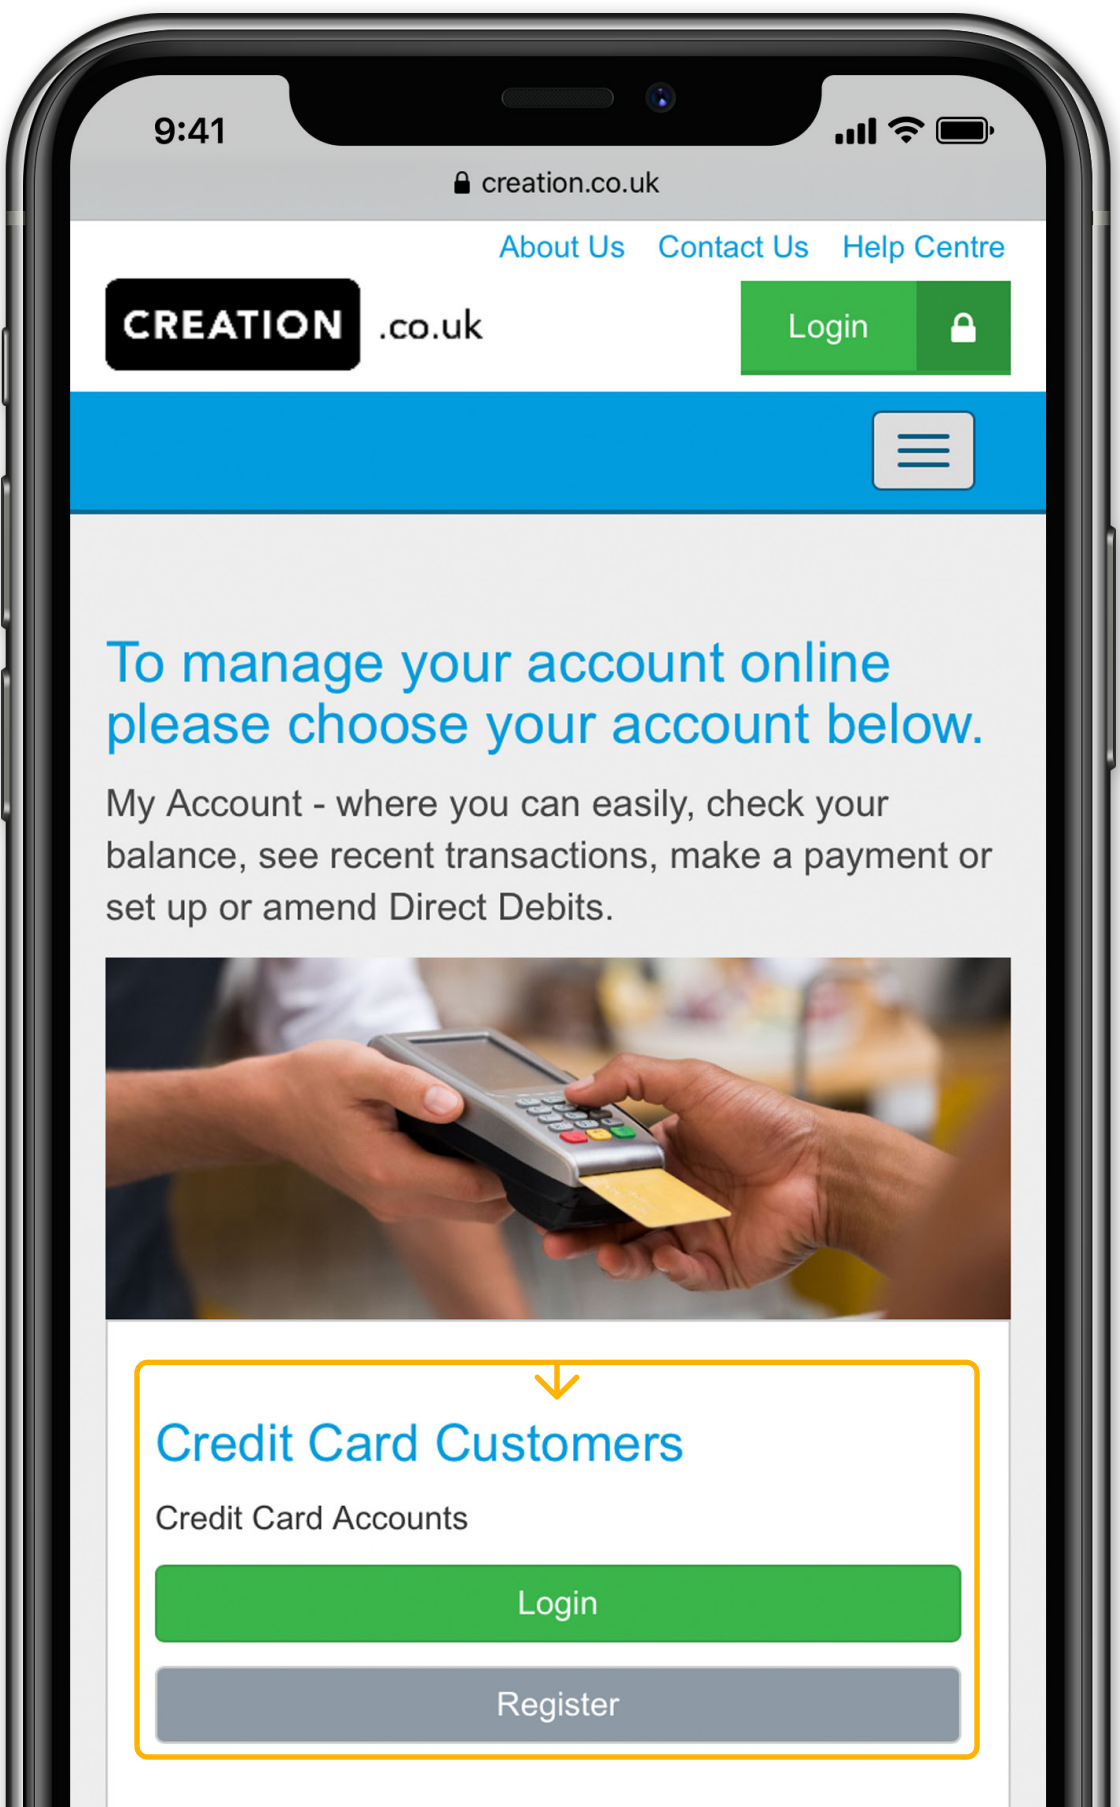 9:41
creation.co.uk
About Us Contact Us Help Centre
CREATION .co.uk
Login
To manage your account online
please choose your account below.
My Account - where you can easily, check your
balance, see recent transactions, make a payment or
set up or amend Direct Debits.
Credit Card Customers
Credit Card Accounts
Login
Register